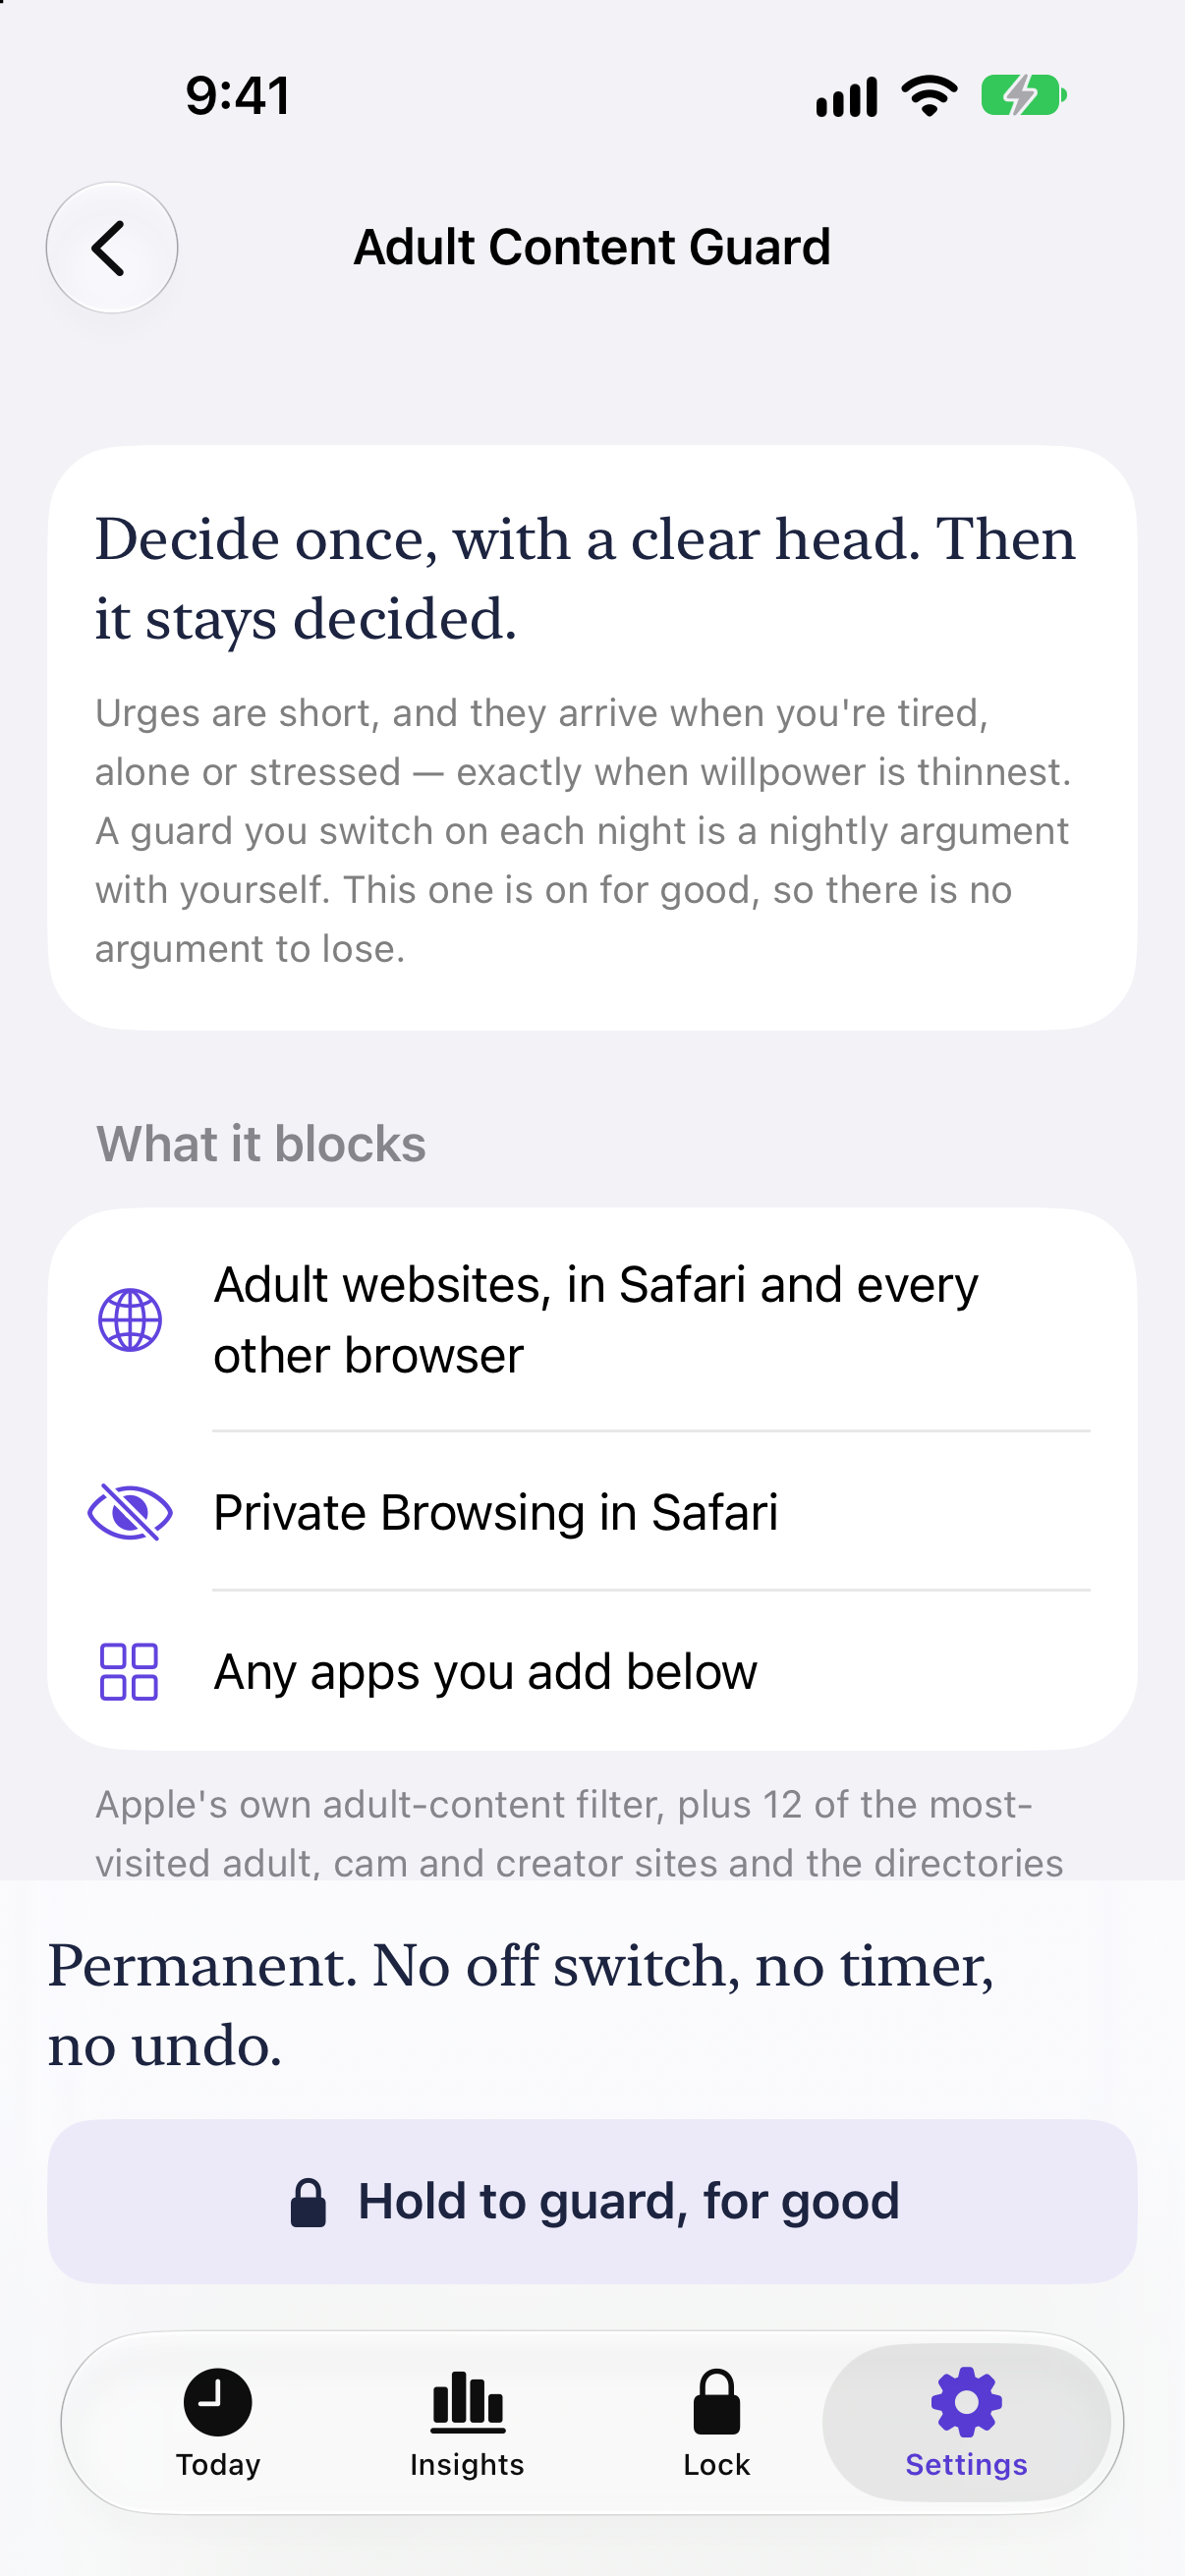 9:41
Adult Content Guard
Decide once, with a clear head. Then
it stays decided.
Urges are short, and they arrive when you're tired,
alone or stressed — exactly when willpower is thinnest.
A guard you switch on each night is a nightly argument
with yourself. This one is on for good, so there is no
argument to lose.
What it blocks
Adult websites, in Safari and every
other browser
Private Browsing in Safari
Any apps you add below
Apple's own adult-content filter, plus 12 of the most-
visited adult, cam and creator sites and the directories
Permanent. No off switch, no timer,
no undo.
Hold to guard, for good
Today
Insights
Lock
Settings